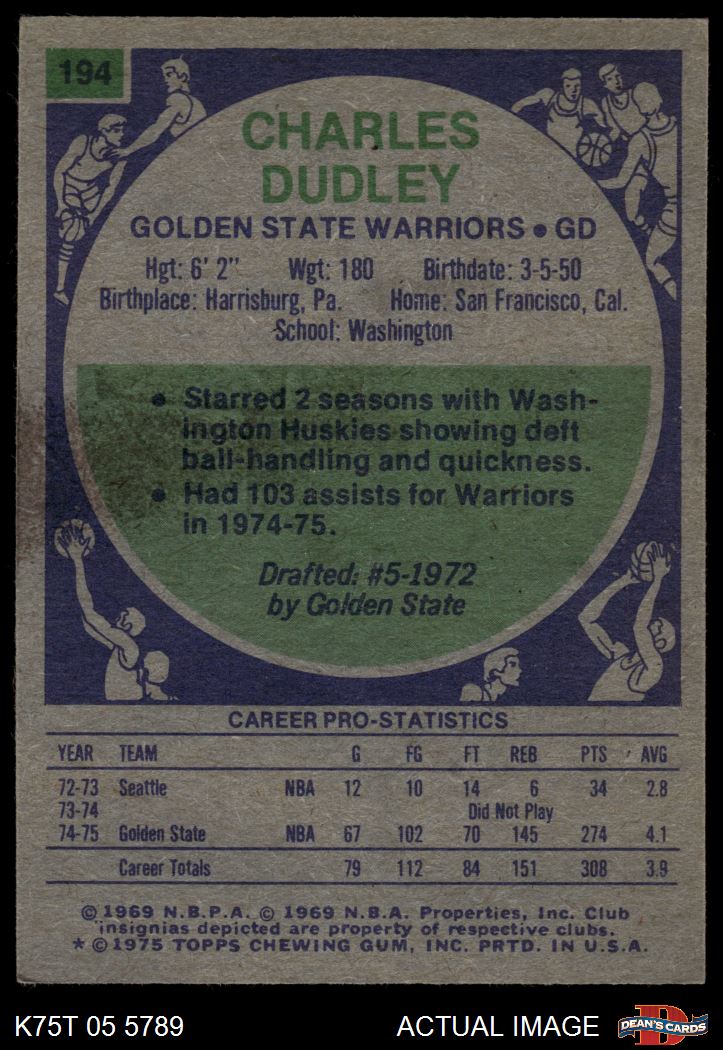 194
CHARLES
DUDLEY
GOLDEN STATE WARRIORS • GD
Hgt: 6' 2" Wgt: 180 Birthdate: 3-5-50
Birthplace: Harrisburg, Pa. Home: San Francisco, Cal.
School: Washington
• Starred 2 seasons with Wash-
ington Huskies showing deft
ball-handling and quickness.
• Had 103 assists for Warriors
in 1974-75.
Drafted: #5-1972
by Golden State
CAREER PRO-STATISTICS
YEAR TEAM G FG FT REB PTS AVG
72-73 Seattle NBA 12 10 14 6 34 2.8
73-74 Did Not Play
74-75 Golden State NBA 67 102 70 145 274 4.1
Career Totals 79 112 84 151 308 3.9
© 1969 N.B.P.A. © 1969 N.B.A. Properties, Inc. Club
insignias depicted are property of respective clubs.
* © 1975 TOPPS CHEWING GUM, INC. PRTD. IN U.S.A.
K75T 05 5789 ACTUAL IMAGE
D
DEAN'S CARDS